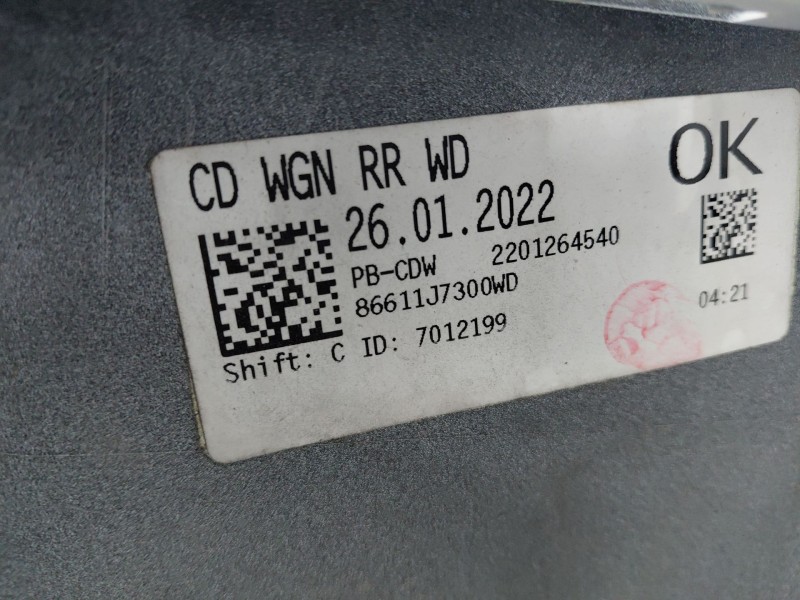 CD WGN RR WD
OK
26.01.2022
PB-CDW 2201264540
86611J7300WD
04:21
Shift: C ID: 7012199